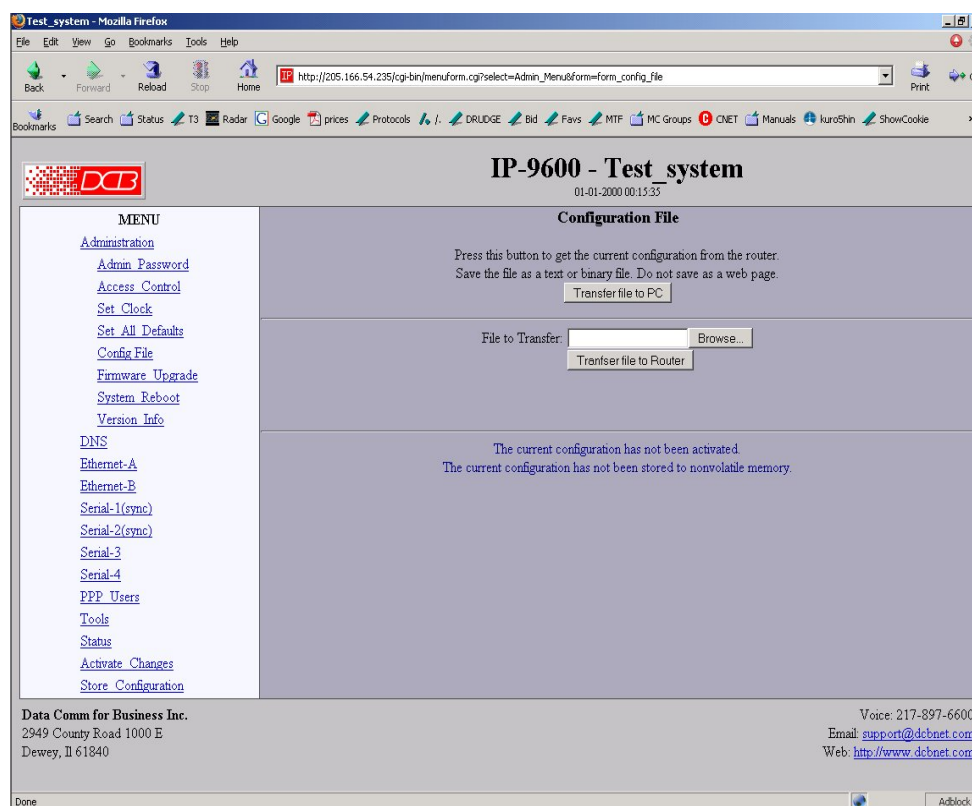 Test_system - Mozilla Firefox
File Edit View Go Bookmarks Tools Help
Back Forward Reload Stop Home
IP http://205.166.54.235/cgi-bin/menuform.cgi?select=Admin_Menu&form=form_config_file
Print
Bookmarks Search Status T3 Radar G Google prices Protocols /. DRUDGE Bid Favs MTF MC Groups CNET Manuals kuro5hin ShowCookie
DCB
IP-9600 - Test_system
01-01-2000 00:15:35
MENU
Administration
Admin Password
Access Control
Set Clock
Set All Defaults
Config File
Firmware Upgrade
System Reboot
Version Info
DNS
Ethernet-A
Ethernet-B
Serial-1(sync)
Serial-2(sync)
Serial-3
Serial-4
PPP Users
Tools
Status
Activate Changes
Store Configuration
Configuration File
Press this button to get the current configuration from the router.
Save the file as a text or binary file. Do not save as a web page.
Transfer file to PC
File to Transfer: Browse...
Tranfser file to Router
The current configuration has not been activated.
The current configuration has not been stored to nonvolatile memory.
Data Comm for Business Inc.
2949 County Road 1000 E
Dewey, Il 61840
Voice: 217-897-6600
Email: support@dcbnet.com
Web: http://www.dcbnet.com
Done
Adblock